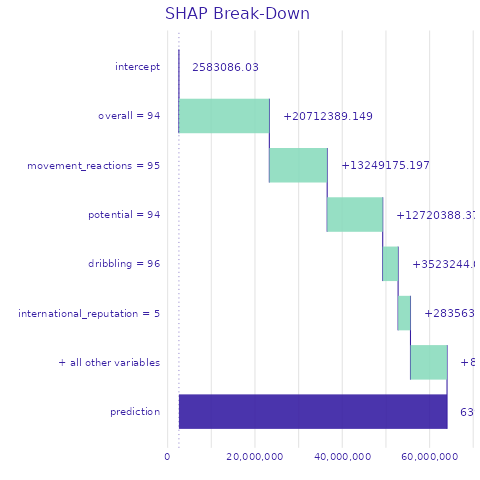 SHAP Break-Down
intercept
2583086.03
overall = 94
+20712389.149
movement_reactions = 95
+13249175.197
potential = 94
+12720388.37
dribbling = 96
+3523244.
international_reputation = 5
+283563
+ all other variables
+8
prediction
63
0
20,000,000
40,000,000
60,000,000